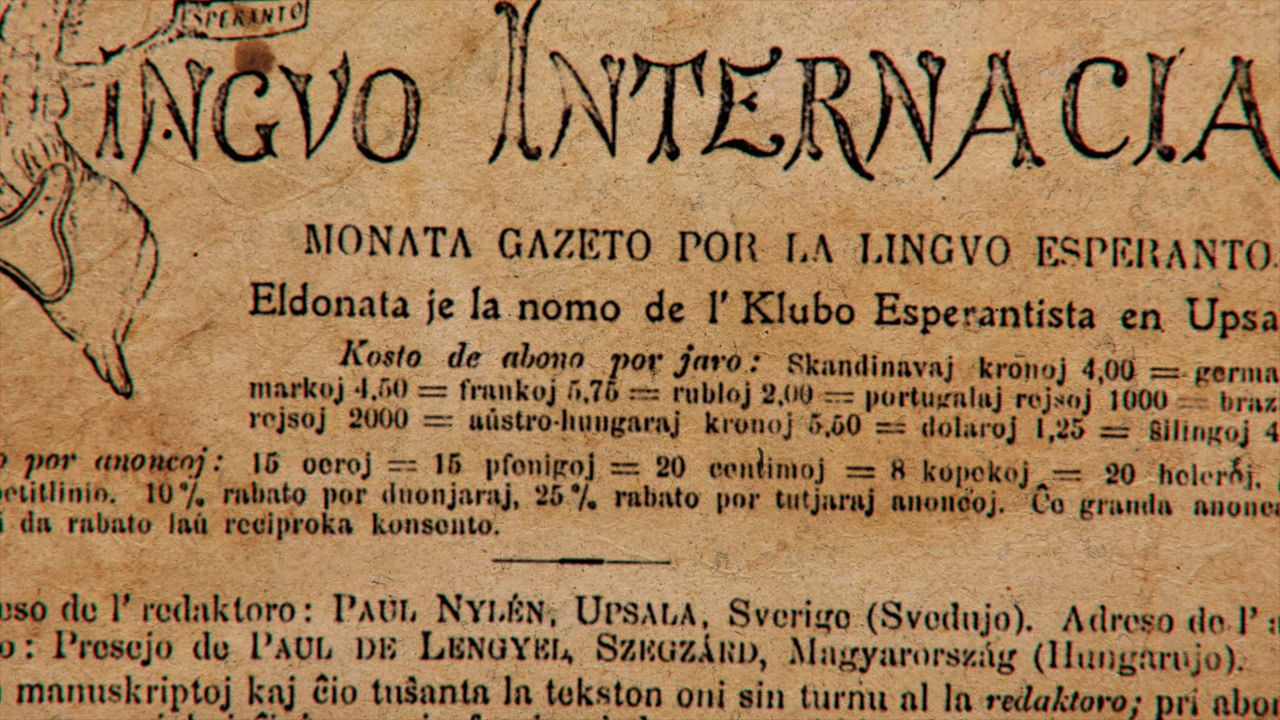 ESPERANTO
LINGVO INTERNACIA
MONATA GAZETO POR LA LINGVO ESPERANTO.
Eldonata je la nomo de l' Klubo Esperantista en Upsa
Kosto de abono por jaro: Skandinavaj kronoj 4,00 = germa
markoj 4,50 = frankoj 5,75 = rubloj 2,00 = portugalaj rejsoj 1000 = braz
rejsoj 2000 = aŭstro-hungaraj kronoj 5,50 = dolaroj 1,25 = ŝilingoj 4
o por anoncoj: 15 oeroj = 15 pfenigoj = 20 centimoj = 8 kopekoj = 20 heleroj,
petitlinio. 10% rabato por duonjaraj, 25% rabato por tutjaraj anoncoj. Ĉe granda anonc
i da rabato laŭ reciproka konsento.
eso de l' redaktoro: PAUL NYLÉN, UPSALA, Sverige (Svedujo). Adreso de l' a
o: Presejo de PAUL DE LENGYEL, SZEGZÁRD, Magyarország (Hungarujo).
manuskriptoj kaj ĉio tuŝanta la tekston oni sin turnu al la redaktoro; pri abo